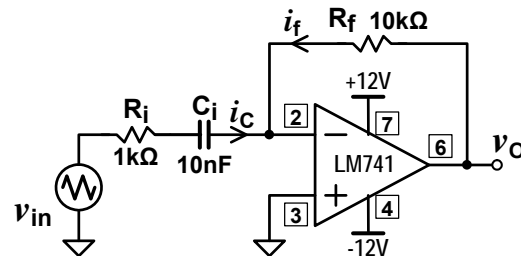 i_f
R_f 10kΩ
+12V
R_i
C_i
i_C
2
7
6
v_O
1kΩ
10nF
−
LM741
v_in
+
3
4
-12V